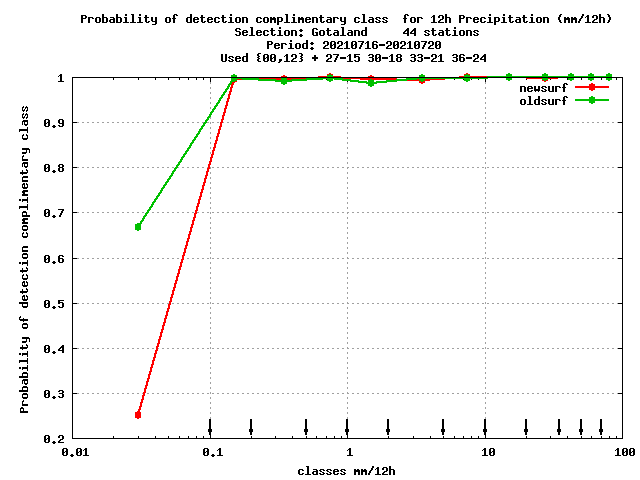 Probability of detection complimentary class  for 12h Precipitation (mm/12h)
Selection: Gotaland     44 stations
Period: 20210716-20210720
Used {00,12} + 27-15 30-18 33-21 36-24
newsurf
oldsurf
Probability of detection complimentary class
1
0.9
0.8
0.7
0.6
0.5
0.4
0.3
0.2
0.01 0.1 1 10 100
classes mm/12h